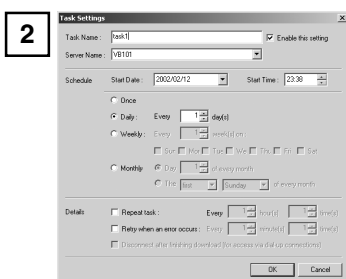 2
Task Settings
Task Name : task1 Enable this setting
Server Name : VB101
Schedule Start Date : 2002/02/12 Start Time : 23:38
Once
Daily : Every 1 day(s)
Weekly : Every 1 week(s) on
Sun Mor Tue We Thu Fri Sat
Monthly Day 1 of every month
The first Sunday of every month
Details Repeat task : Every 1 hour(s) 1 time(s)
Retry when an error occurs : Every 1 minute(s) 1 time(s)
Disconnect after finishing download (for access via dial up connections)
OK Cancel